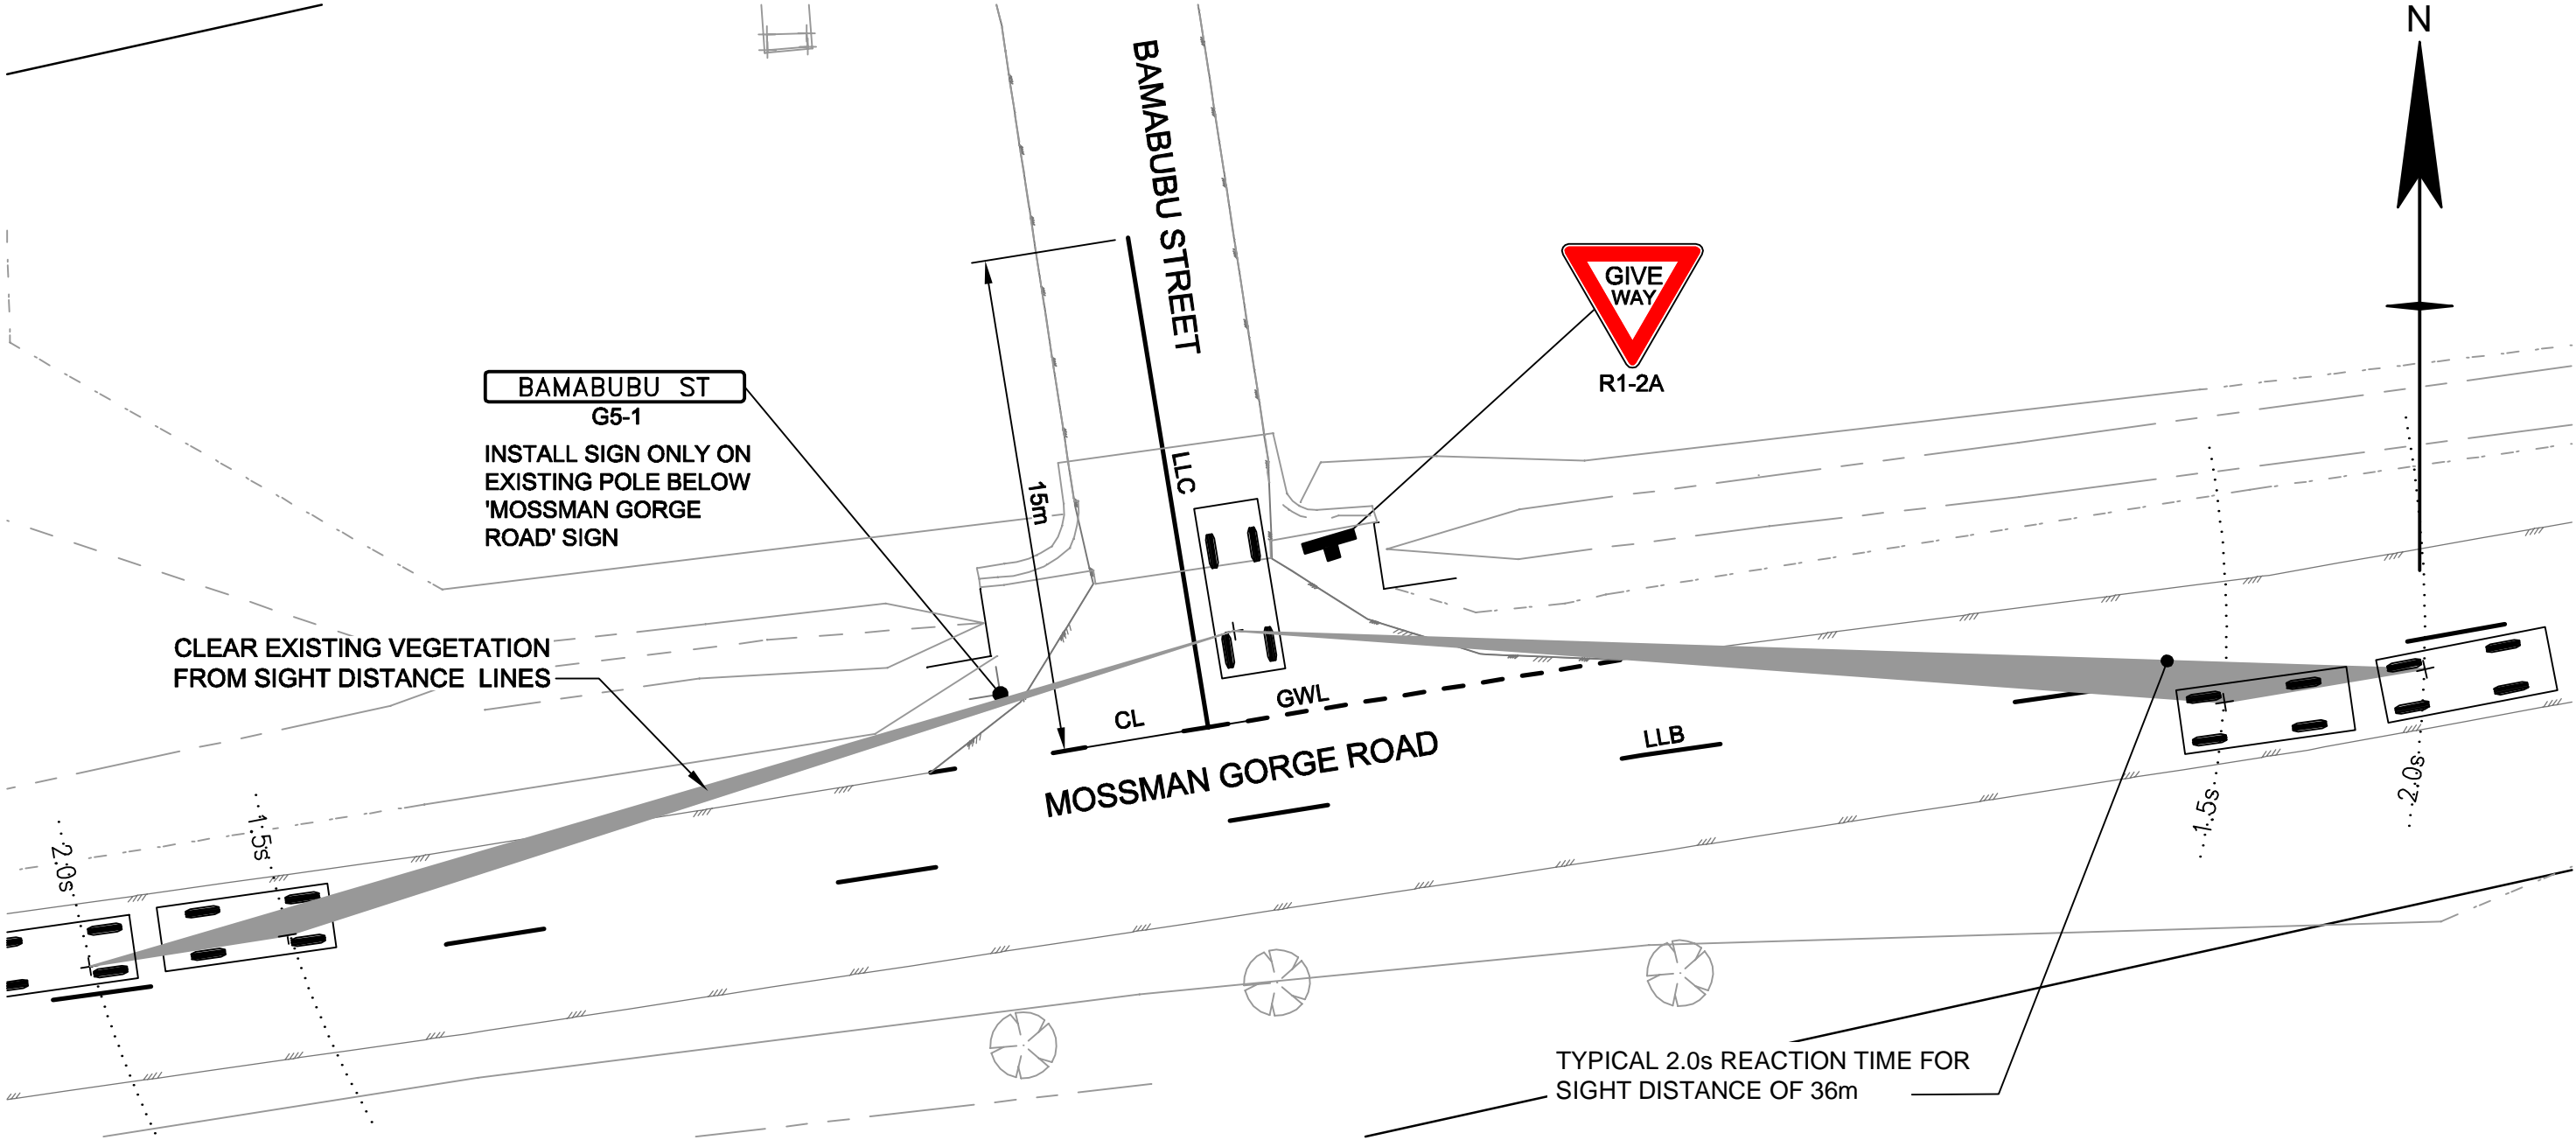 N
BAMABUBU STREET
GIVE
WAY
R1-2A
BAMABUBU ST
G5-1
INSTALL SIGN ONLY ON
EXISTING POLE BELOW
'MOSSMAN GORGE
ROAD' SIGN
15m
LLC
CLEAR EXISTING VEGETATION
FROM SIGHT DISTANCE LINES
CL
GWL
LLB
MOSSMAN GORGE ROAD
2.0s
1.5s
1.5s
2.0s
TYPICAL 2.0s REACTION TIME FOR
SIGHT DISTANCE OF 36m